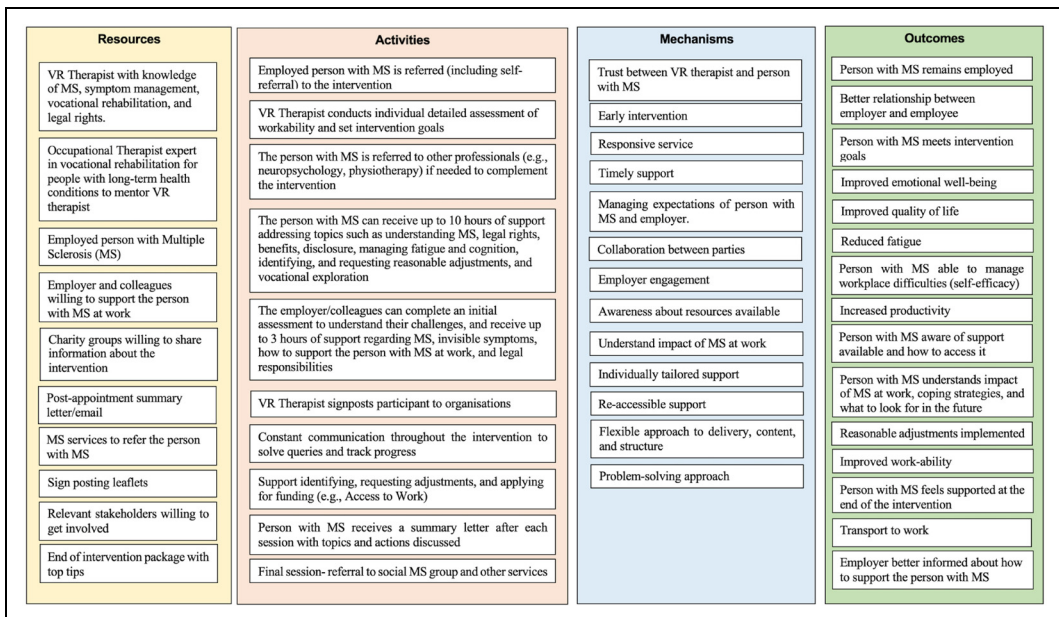 Resources
VR Therapist with knowledge
of MS, symptom management,
vocational rehabilitation, and
legal rights.
Occupational Therapist expert
in vocational rehabilitation for
people with long-term health
conditions to mentor VR
therapist
Employed person with Multiple
Sclerosis (MS)
Employer and colleagues
willing to support the person
with MS at work
Charity groups willing to share
information about the
intervention
Post-appointment summary
letter/email
MS services to refer the person
with MS
Sign posting leaflets
Relevant stakeholders willing to
get involved
End of intervention package with
top tips
Activities
Employed person with MS is referred (including self-
referral) to the intervention
VR Therapist conducts individual detailed assessment of
workability and set intervention goals
The person with MS is referred to other professionals (e.g.,
neuropsychology, physiotherapy) if needed to complement
the intervention
The person with MS can receive up to 10 hours of support
addressing topics such as understanding MS, legal rights,
benefits, disclosure, managing fatigue and cognition,
identifying, and requesting reasonable adjustments, and
vocational exploration
The employer/colleagues can complete an initial
assessment to understand their challenges, and receive up
to 3 hours of support regarding MS, invisible symptoms,
how to support the person with MS at work, and legal
responsibilities
VR Therapist signposts participant to organisations
Constant communication throughout the intervention to
solve queries and track progress
Support identifying, requesting adjustments, and applying
for funding (e.g., Access to Work)
Person with MS receives a summary letter after each
session with topics and actions discussed
Final session- referral to social MS group and other services
Mechanisms
Trust between VR therapist and person
with MS
Early intervention
Responsive service
Timely support
Managing expectations of person with
MS and employer.
Collaboration between parties
Employer engagement
Awareness about resources available
Understand impact of MS at work
Individually tailored support
Re-accessible support
Flexible approach to delivery, content,
and structure
Problem-solving approach
Outcomes
Person with MS remains employed
Better relationship between
employer and employee
Person with MS meets intervention
goals
Improved emotional well-being
Improved quality of life
Reduced fatigue
Person with MS able to manage
workplace difficulties (self-efficacy)
Increased productivity
Person with MS aware of support
available and how to access it
Person with MS understands impact
of MS at work, coping strategies, and
what to look for in the future
Reasonable adjustments implemented
Improved work-ability
Person with MS feels supported at the
end of the intervention
Transport to work
Employer better informed about how
to support the person with MS